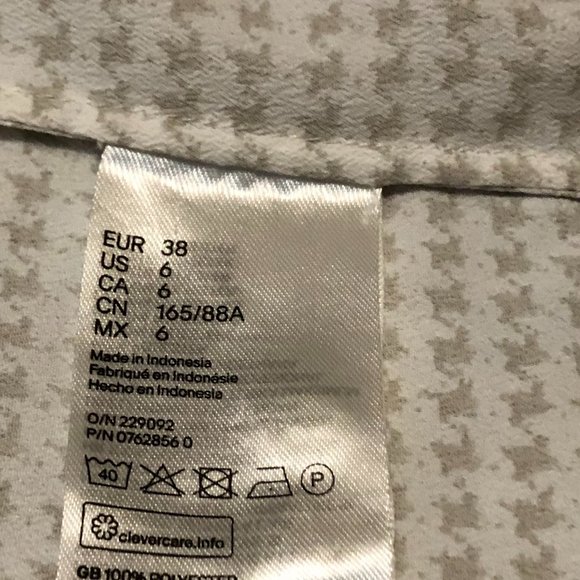 EUR 38
US 6
CA 6
CN 165/88A
MX 6
Made in Indonesia
Fabriqué en Indonésie
Hecho en Indonesia
O/N 229092
P/N 0762856 0
40 P
clevercare.info
GB 100% POLYESTER